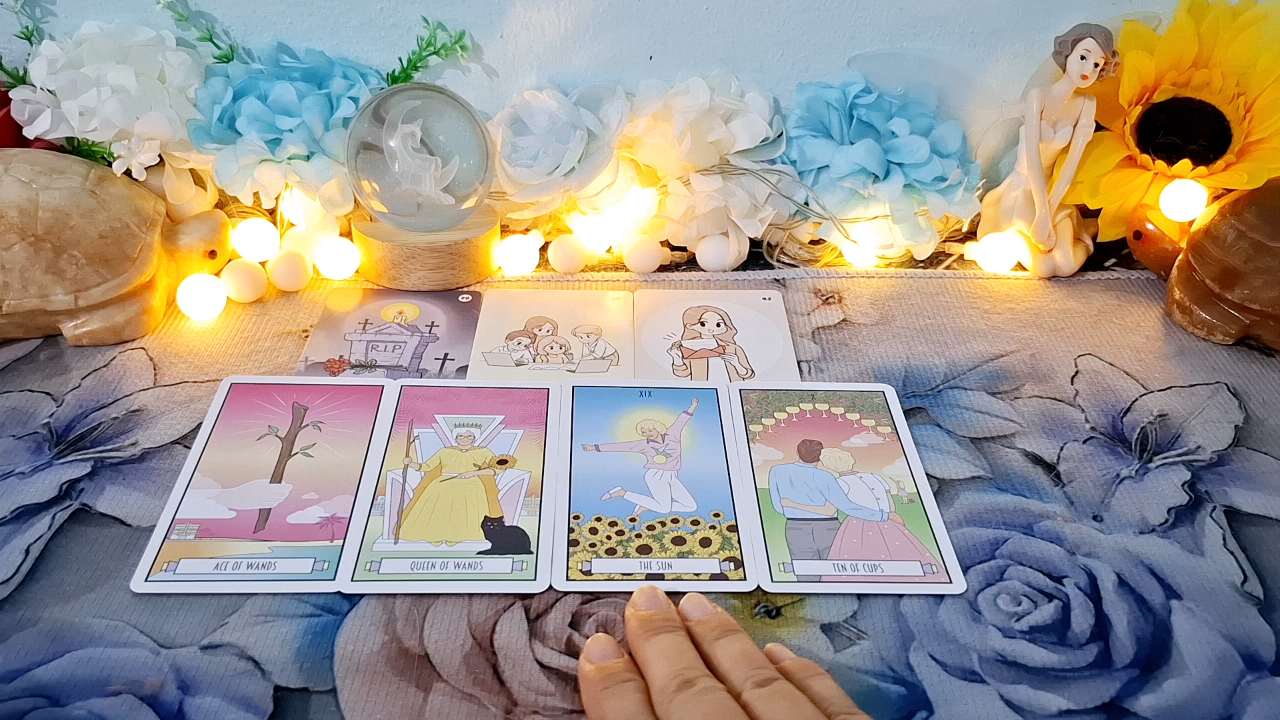 R.I.P
XIX
X
ACE OF WANDS
QUEEN OF WANDS
THE SUN
TEN OF CUPS